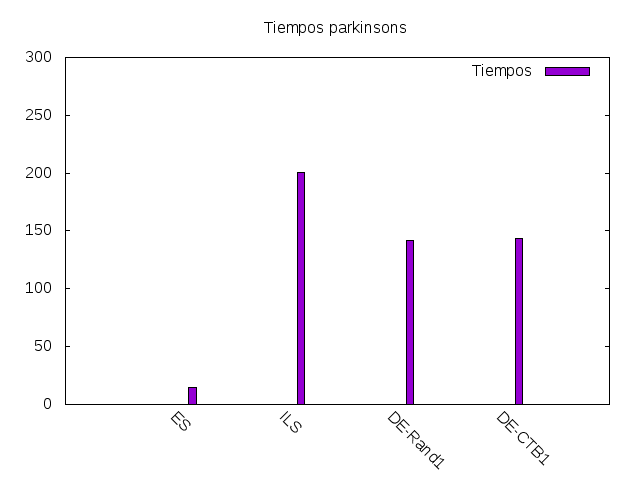 Tiempos parkinsons
Tiempos
300
250
200
150
100
50
0
ES
ILS
DE-Rand1
DE-CTB1